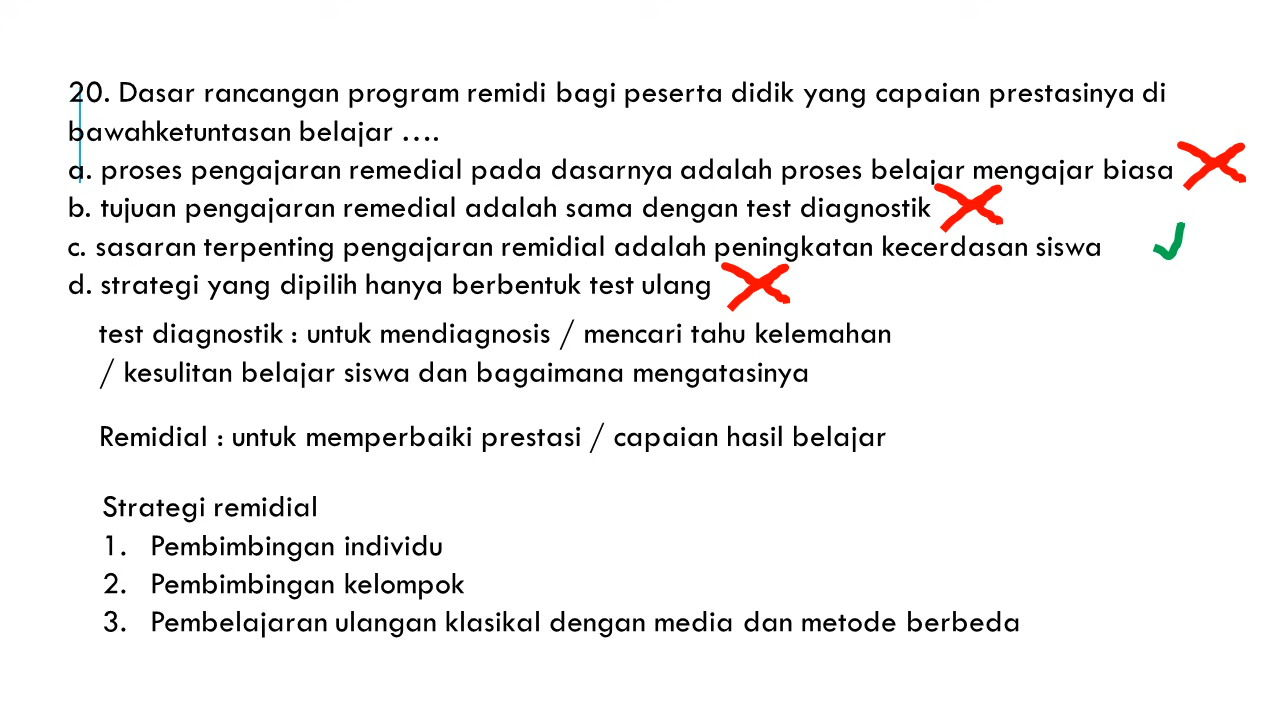 20. Dasar rancangan program remidi bagi peserta didik yang capaian prestasinya di
bawahketuntasan belajar ….
a. proses pengajaran remedial pada dasarnya adalah proses belajar mengajar biasa
b. tujuan pengajaran remedial adalah sama dengan test diagnostik
c. sasaran terpenting pengajaran remidial adalah peningkatan kecerdasan siswa
d. strategi yang dipilih hanya berbentuk test ulang
test diagnostik : untuk mendiagnosis / mencari tahu kelemahan
/ kesulitan belajar siswa dan bagaimana mengatasinya
Remidial : untuk memperbaiki prestasi / capaian hasil belajar
Strategi remidial
1. Pembimbingan individu
2. Pembimbingan kelompok
3. Pembelajaran ulangan klasikal dengan media dan metode berbeda